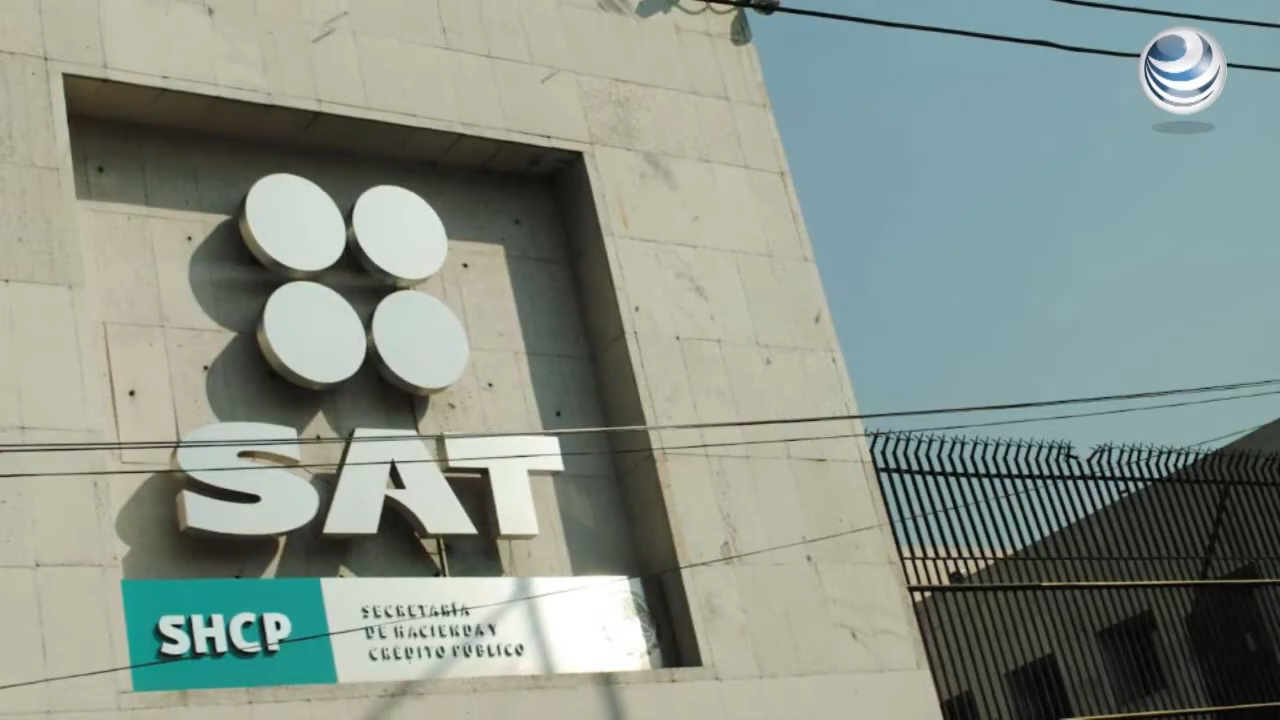 SAT
SHCP
SECRETARÍA
DE HACIENDA Y
CRÉDITO PÚBLICO